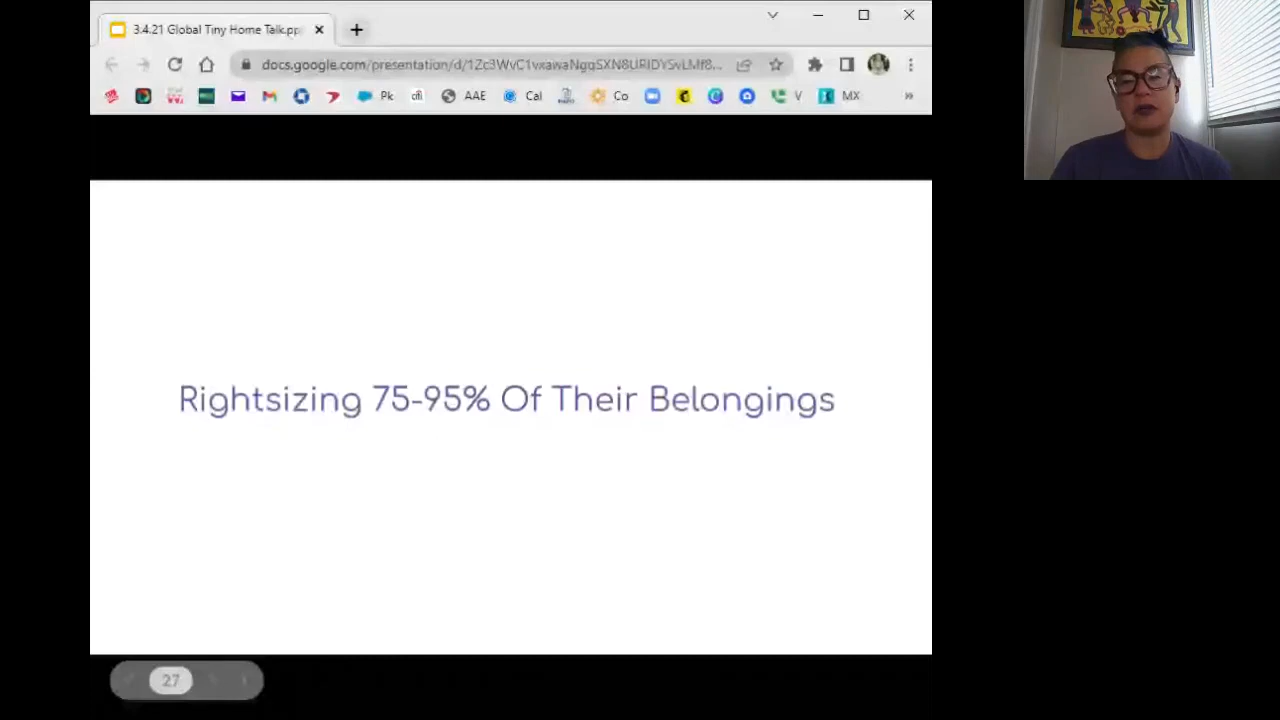 3.4.21 Global Tiny Home Talk.pp
docs.google.com/presentation/d/
Pk
AAE
Cal
Co
V
MX
Rightsizing 75-95% Of Their Belongings
27